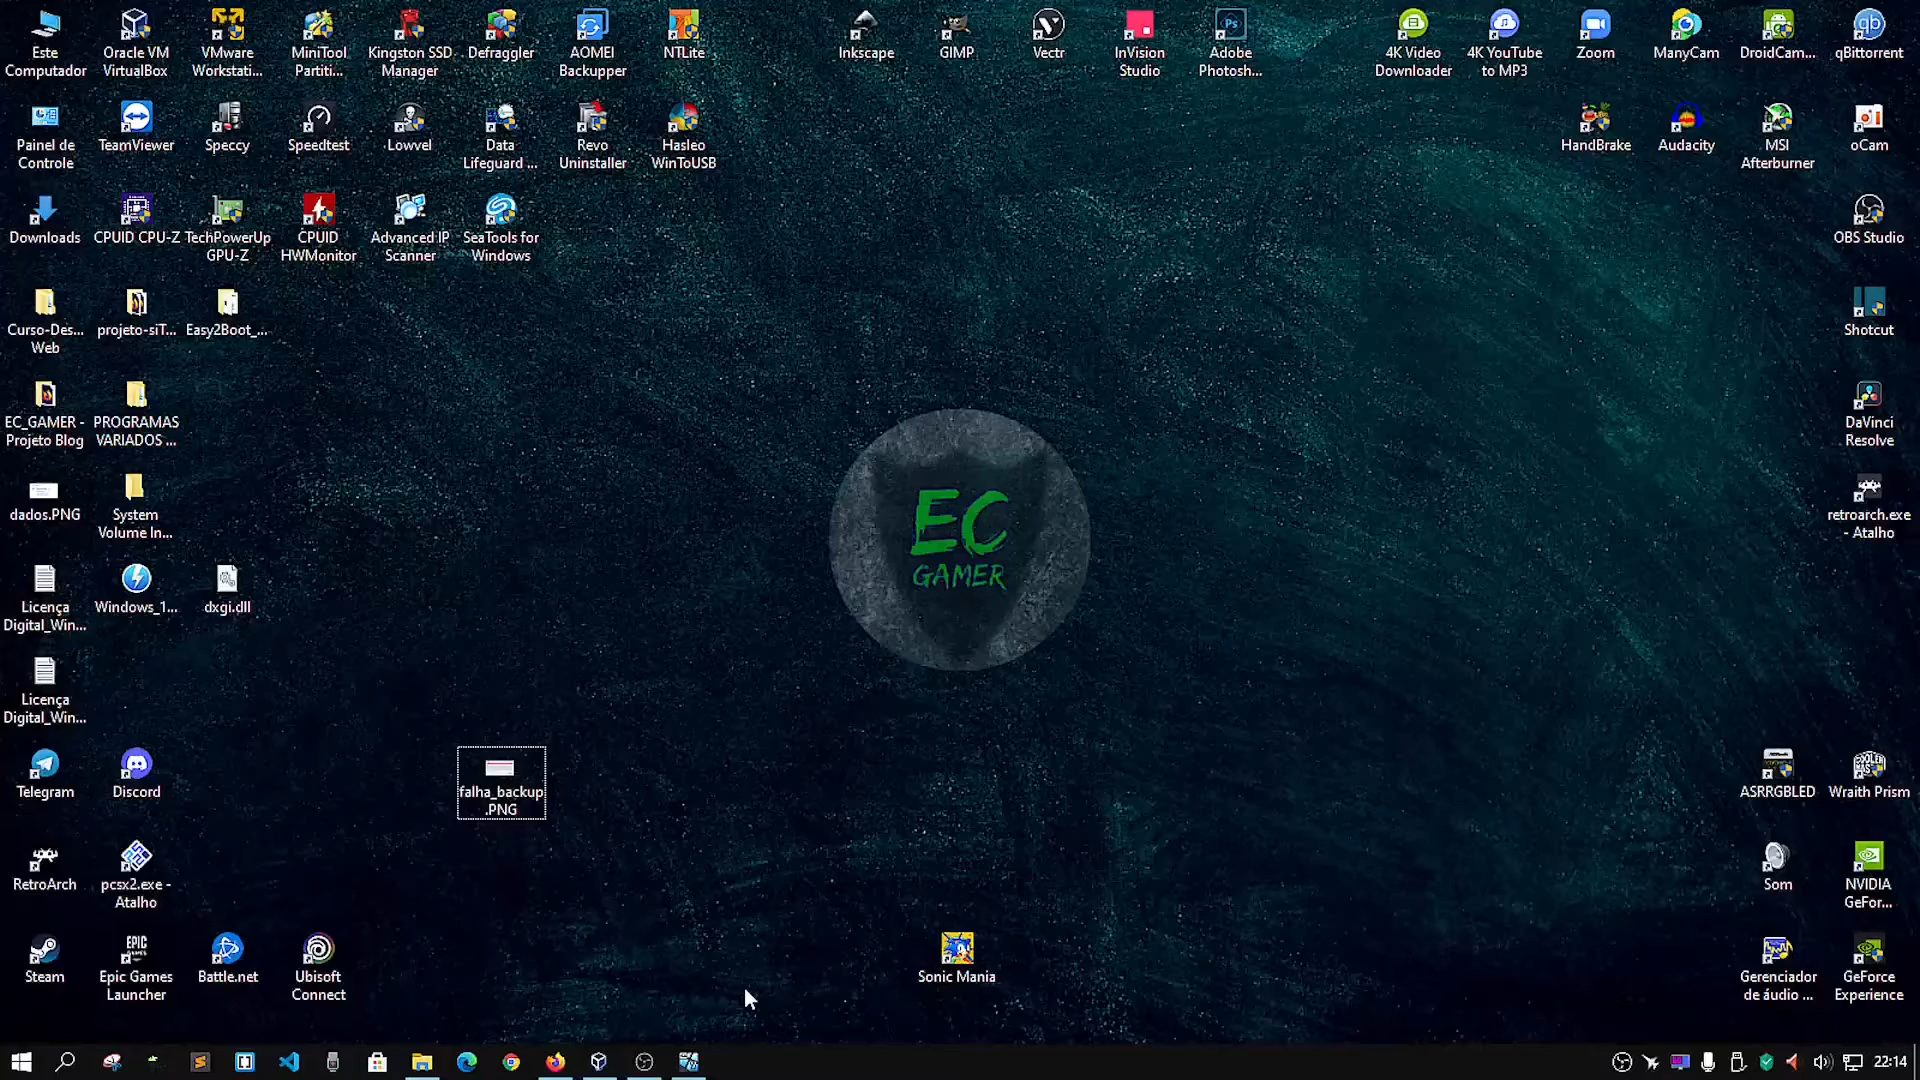 Este
Computador
Oracle VM
VirtualBox
VMware
Workstati...
MiniTool
Partiti...
Kingston SSD
Manager
Defraggler
AOMEI
Backupper
NTLite
Inkscape
GIMP
Vectr
InVision
Studio
Adobe
Photosh...
4K Video
Downloader
4K YouTube
to MP3
Zoom
ManyCam
DroidCam...
qBittorrent
Painel de
Controle
TeamViewer
Speccy
Speedtest
Lowvel
Data
Lifeguard ...
Revo
Uninstaller
Hasleo
WinToUSB
HandBrake
Audacity
MSI
Afterburner
oCam
Downloads
CPUID CPU-Z
TechPowerUp
GPU-Z
CPUID
HWMonitor
Advanced IP
Scanner
SeaTools for
Windows
OBS Studio
Curso-Des...
Web
projeto-siT...
Easy2Boot_...
Shotcut
EC_GAMER -
Projeto Blog
PROGRAMAS
VARIADOS ...
DaVinci
Resolve
dados.PNG
System
Volume In...
EC
GAMER
retroarch.exe
- Atalho
Licença
Digital_Win...
Windows_1...
dxgi.dll
Licença
Digital_Win...
Telegram
Discord
falha_backup
.PNG
ASRRGBLED
Wraith Prism
RetroArch
pcsx2.exe -
Atalho
Som
NVIDIA
GeFor...
Steam
Epic Games
Launcher
Battle.net
Ubisoft
Connect
Sonic Mania
Gerenciador
de áudio ...
GeForce
Experience
22:14